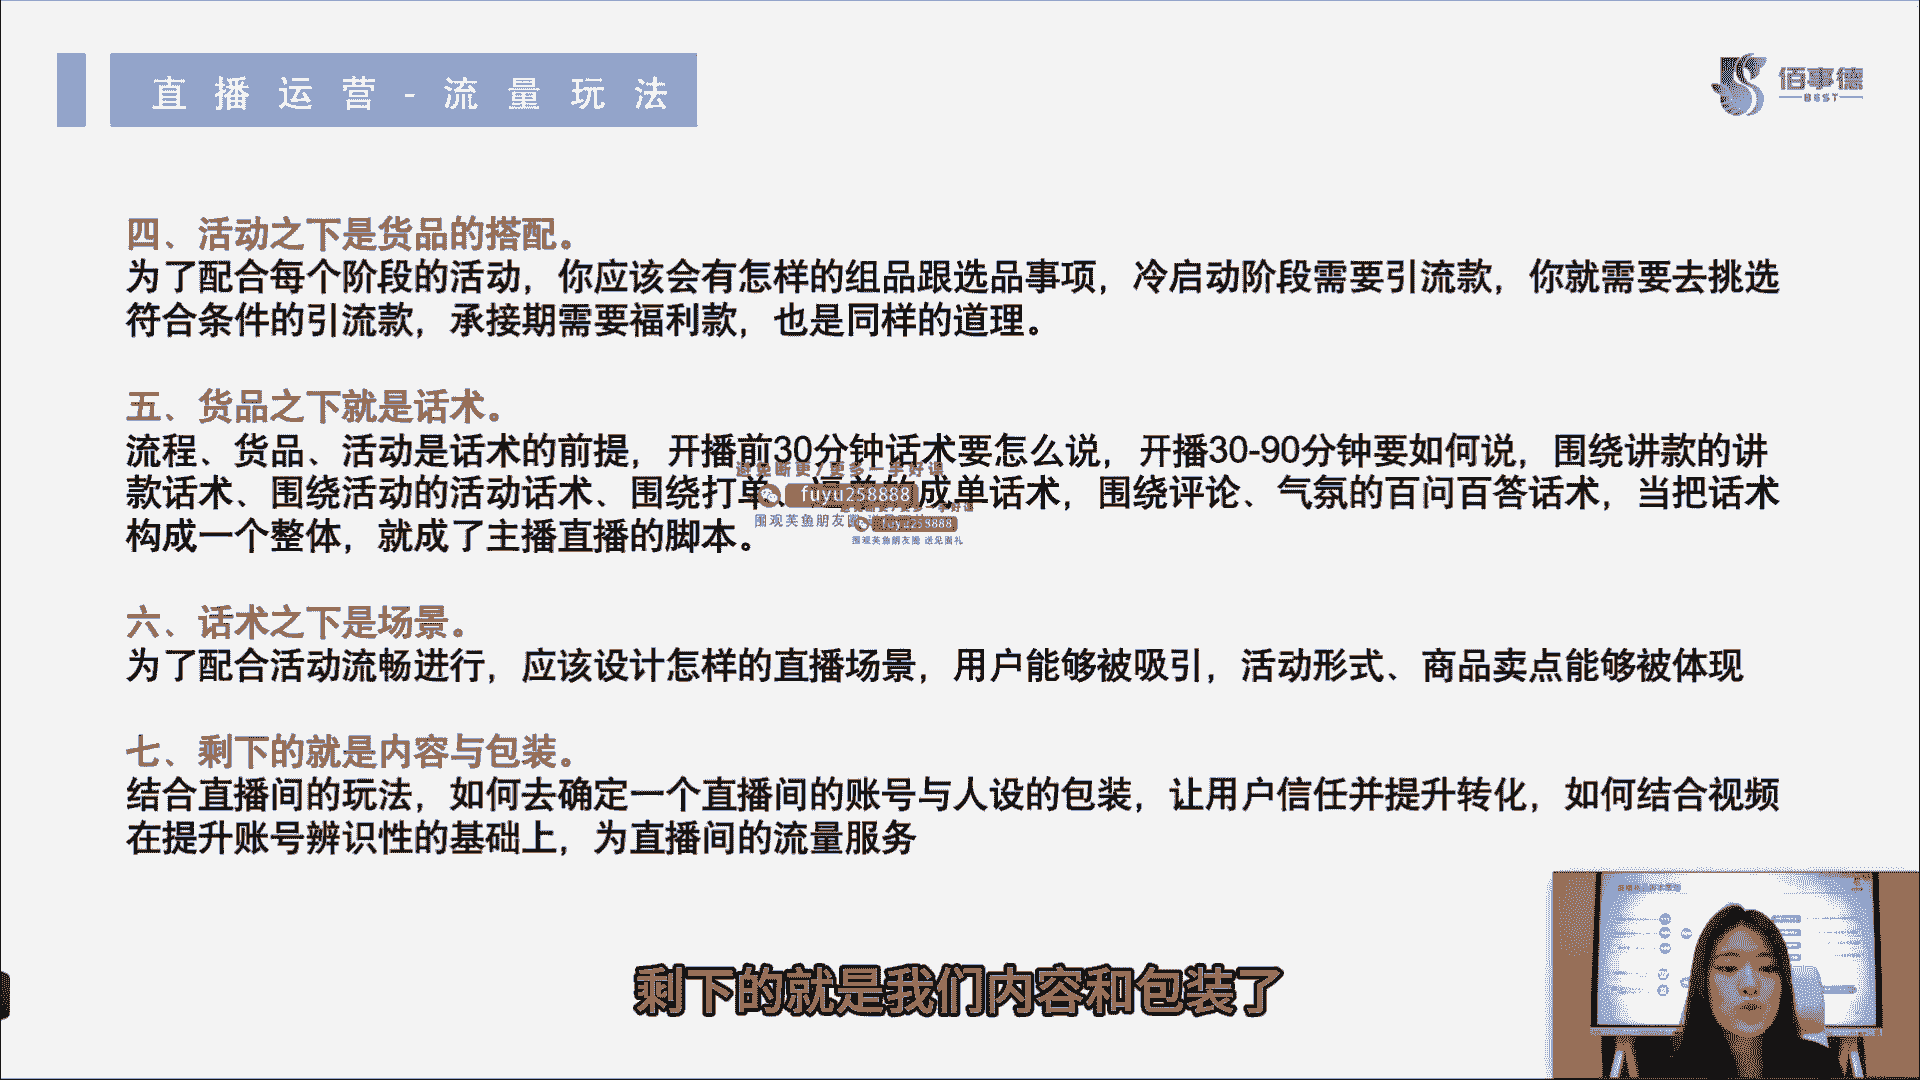 直播运营-流量玩法
佰事德
BEST
四、活动之下是货品的搭配。
为了配合每个阶段的活动，你应该会有怎样的组品跟选品事项，冷启动阶段需要引流款，你就需要去挑选
符合条件的引流款，承接期需要福利款，也是同样的道理。
五、货品之下就是话术。
流程、货品、活动是话术的前提，开播前30分钟话术要怎么说，开播30-90分钟要如何说，围绕讲款的讲
避免断更/更多一手好课
款话术、围绕活动的活动话术、围绕打单、成单话术，围绕评论、气氛的百问百答话术，当把话术
fuyu258888
围观芙鱼朋友圈
fuyu258888
构成一个整体，就成了主播直播的脚本。
围观芙鱼朋友圈 送见面礼
六、话术之下是场景。
为了配合活动流畅进行，应该设计怎样的直播场景，用户能够被吸引，活动形式、商品卖点能够被体现
七、剩下的就是内容与包装。
结合直播间的玩法，如何去确定一个直播间的账号与人设的包装，让用户信任并提升转化，如何结合视频
在提升账号辨识性的基础上，为直播间的流量服务
剩下的就是我们内容和包装了